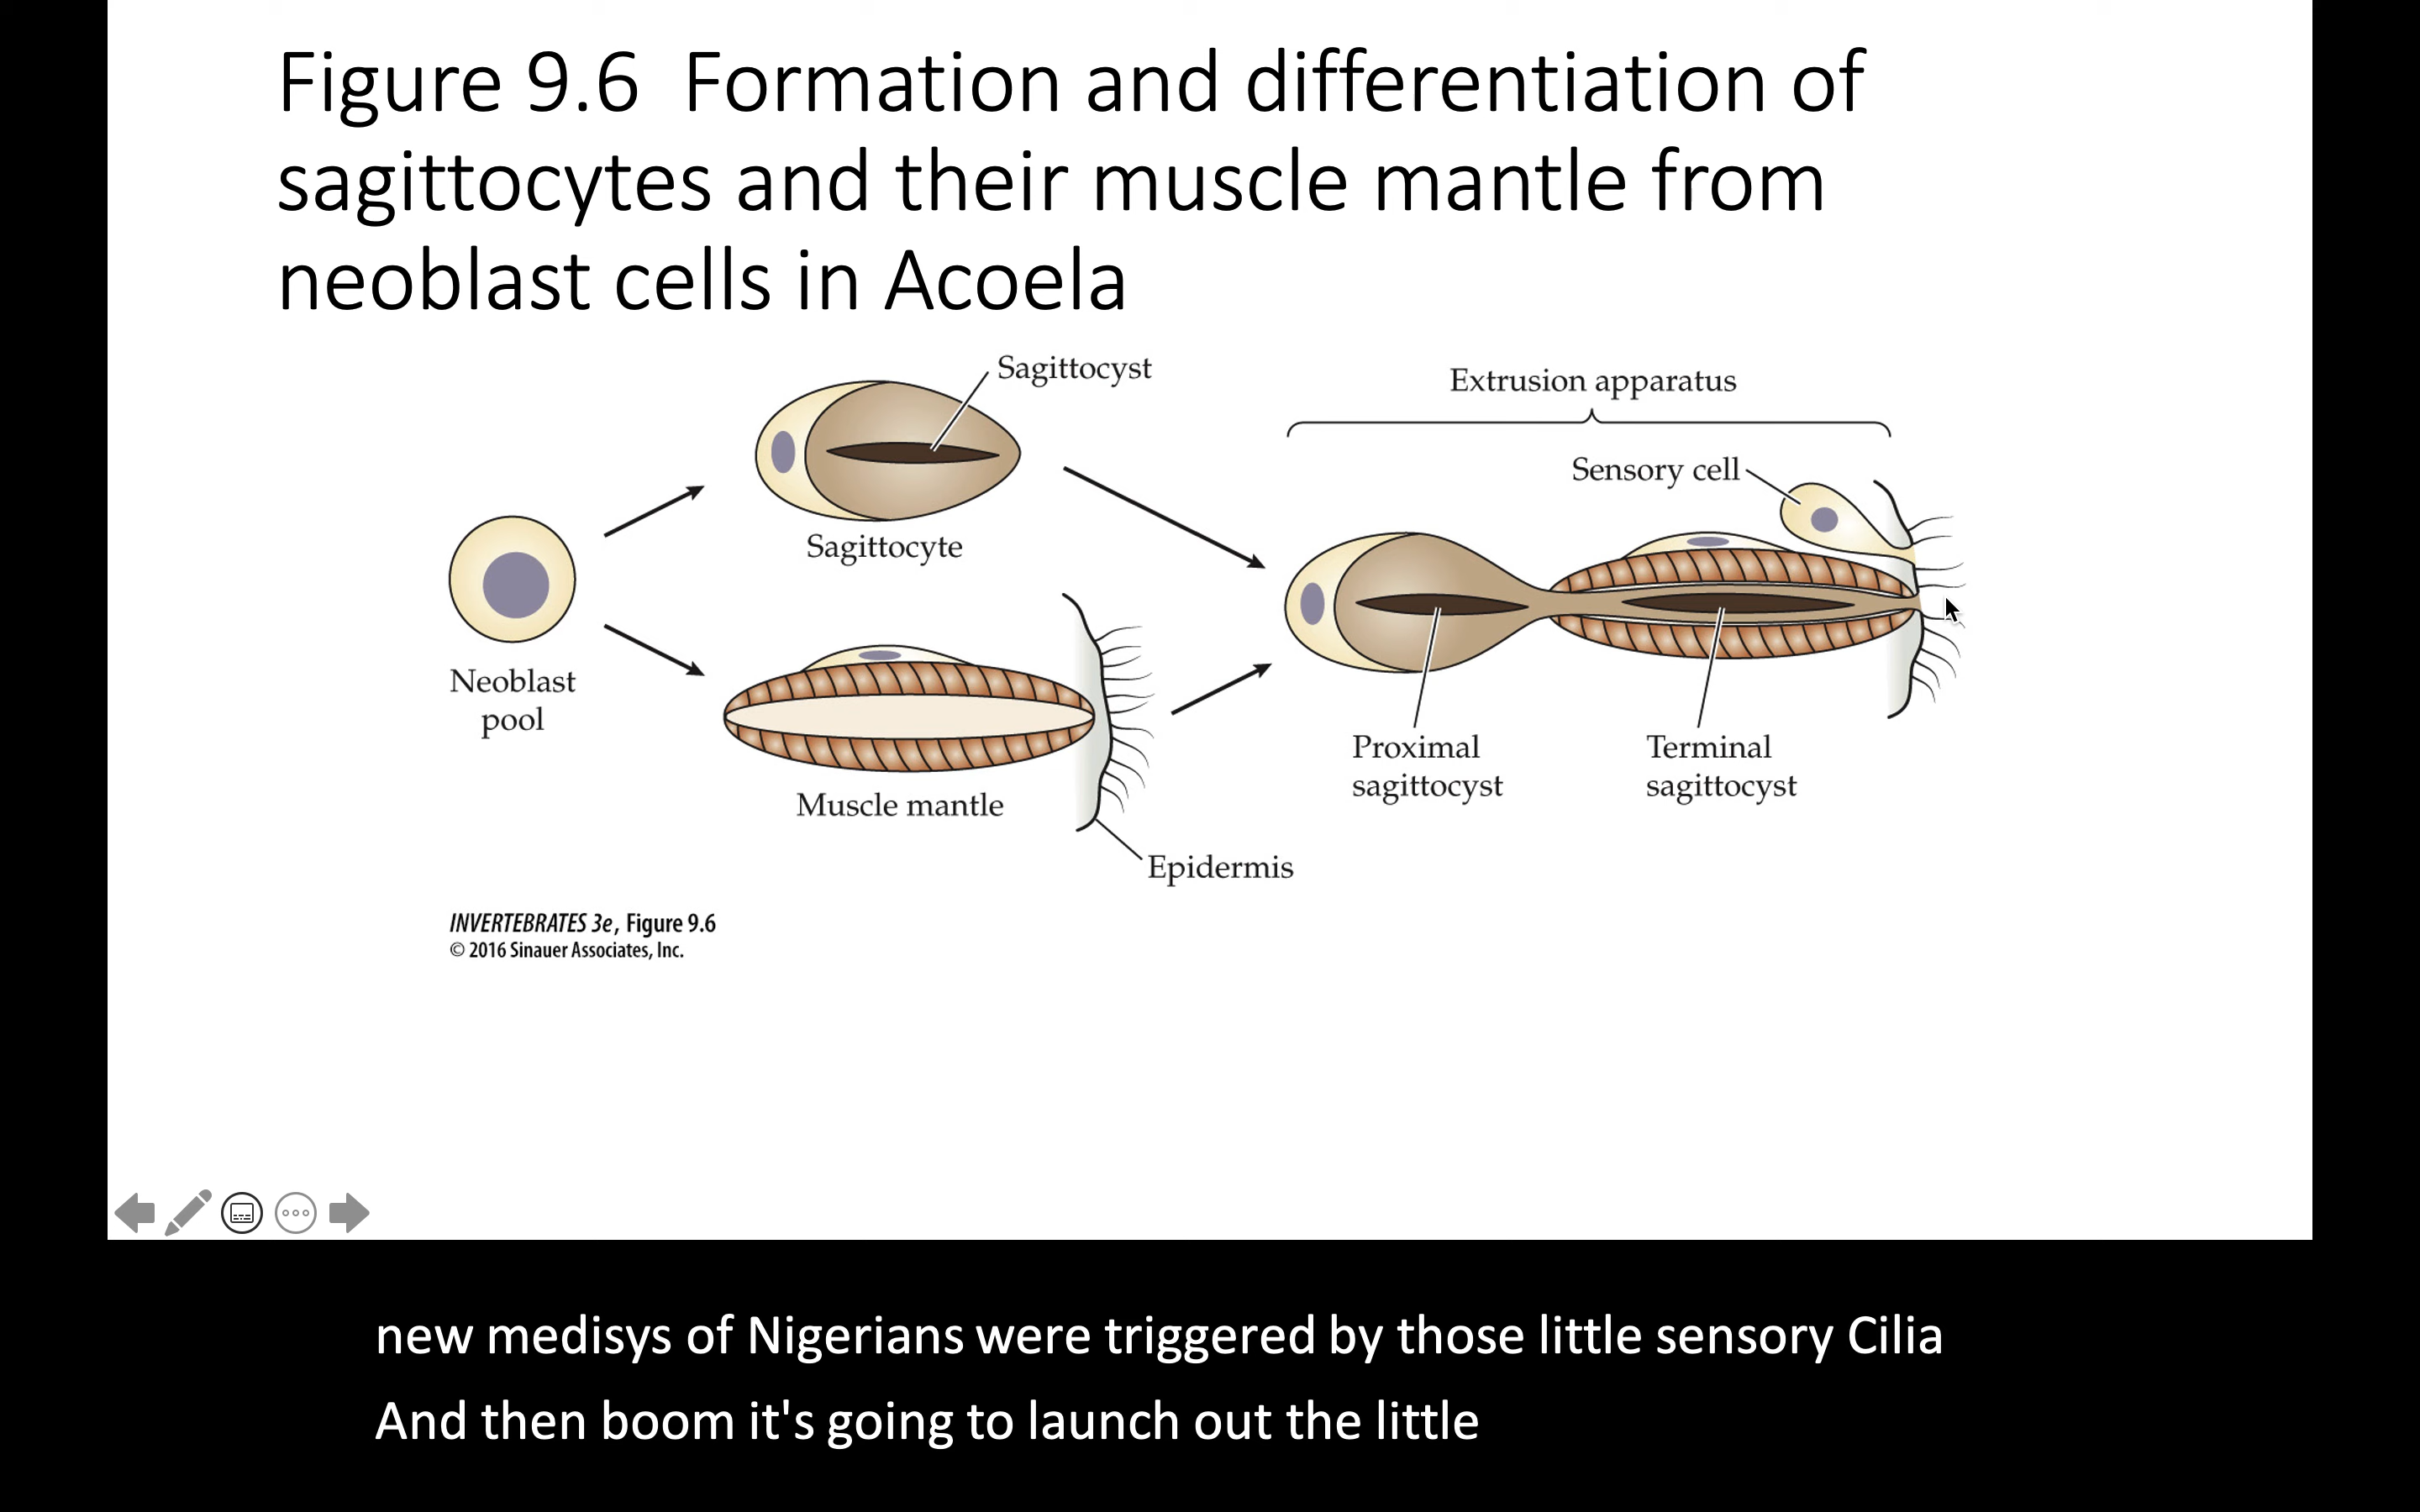 Figure 9.6  Formation and differentiation of
sagittocytes and their muscle mantle from
neoblast cells in Acoela
Sagittocyst
Extrusion apparatus
Sensory cell
Sagittocyte
Neoblast
pool
Proximal
sagittocyst
Terminal
sagittocyst
Muscle mantle
Epidermis
INVERTEBRATES 3e, Figure 9.6
© 2016 Sinauer Associates, Inc.
new medisys of Nigerians were triggered by those little sensory Cilia
And then boom it's going to launch out the little